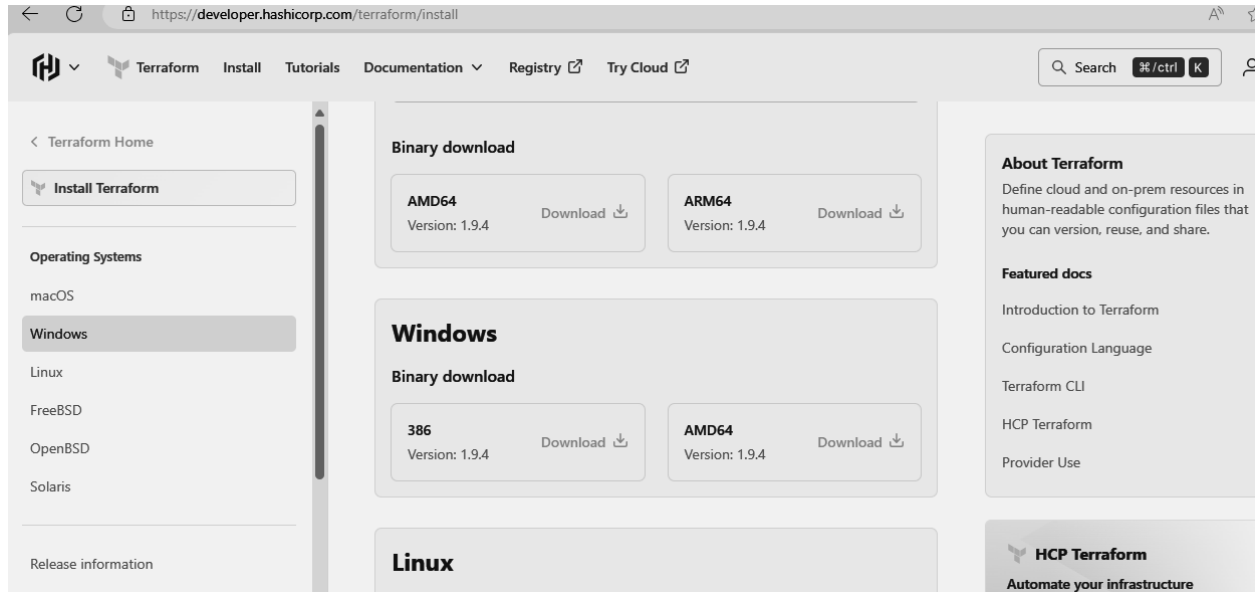 https://developer.hashicorp.com/terraform/install
Terraform Install Tutorials Documentation Registry Try Cloud Search ⌘/ctrl K
Terraform Home
Install Terraform
Operating Systems
macOS
Windows
Linux
FreeBSD
OpenBSD
Solaris
Release information
Binary download
AMD64
Version: 1.9.4
Download
ARM64
Version: 1.9.4
Download
Windows
Binary download
386
Version: 1.9.4
Download
AMD64
Version: 1.9.4
Download
Linux
About Terraform
Define cloud and on-prem resources in
human-readable configuration files that
you can version, reuse, and share.
Featured docs
Introduction to Terraform
Configuration Language
Terraform CLI
HCP Terraform
Provider Use
HCP Terraform
Automate your infrastructure